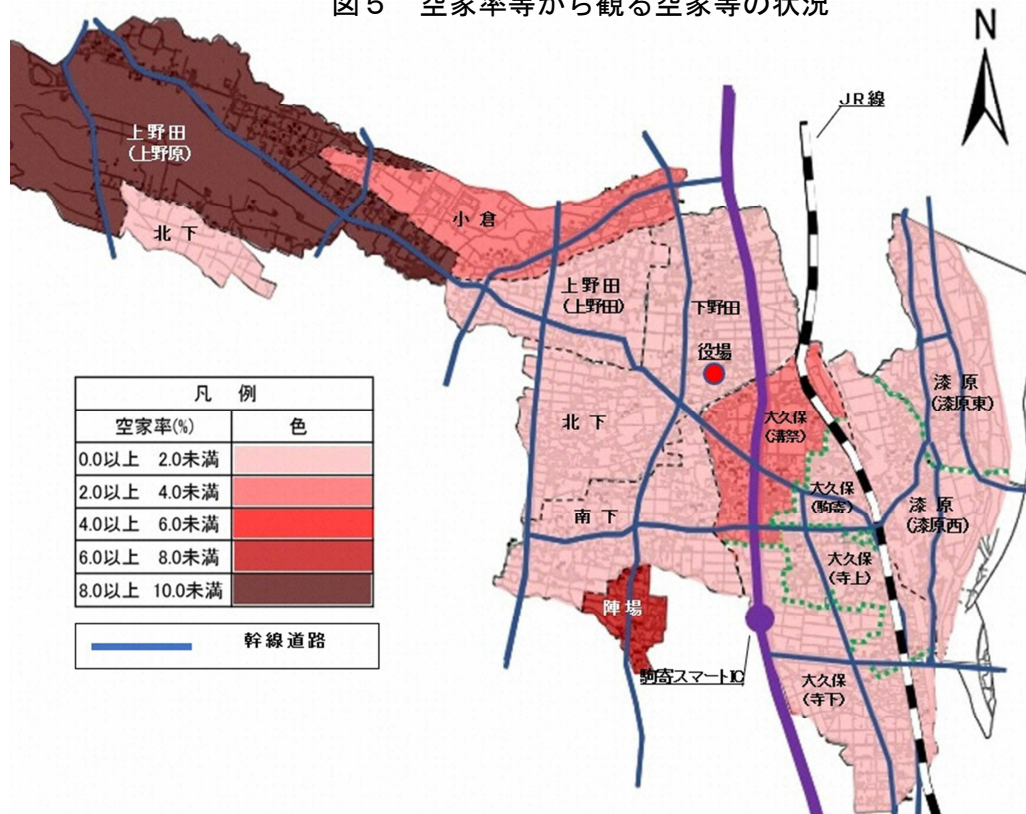 図５　空家率等から観る空家等の状況
N
JR線
上野田
(上野原)
北下
小倉
上野田
(上野田)
下野田
役場
漆原
(漆原東)
大久保
(溝祭)
北下
大久保
(駒寄)
漆原
(漆原西)
南下
大久保
(寺上)
陣場
駒寄スマートIC
大久保
(寺下)
凡　例
空家率(%)　色
0.0以上　2.0未満
2.0以上　4.0未満
4.0以上　6.0未満
6.0以上　8.0未満
8.0以上　10.0未満
幹線道路